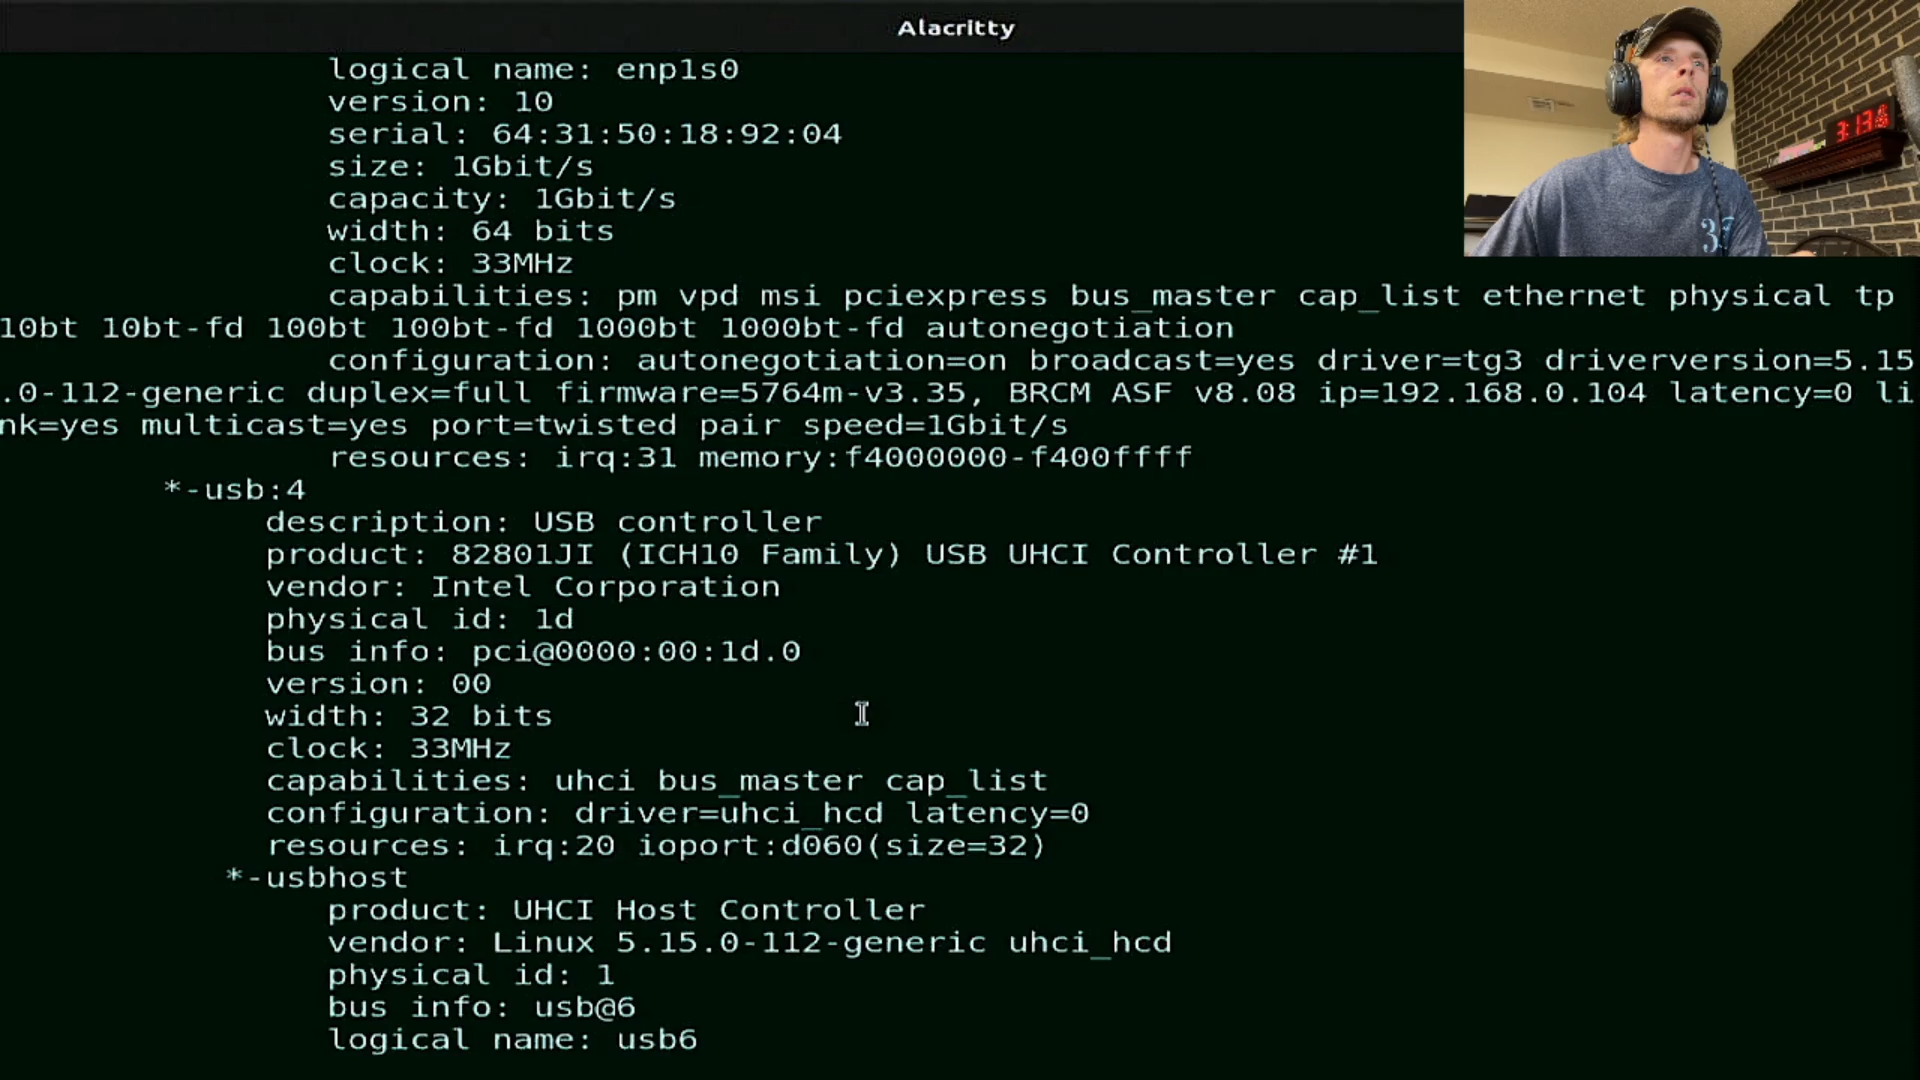 Alacritty
logical name: enp1s0
version: 10
serial: 64:31:50:18:92:04
size: 1Gbit/s
capacity: 1Gbit/s
width: 64 bits
clock: 33MHz
capabilities: pm vpd msi pciexpress bus_master cap_list ethernet physical tp
10bt 10bt-fd 100bt 100bt-fd 1000bt 1000bt-fd autonegotiation
configuration: autonegotiation=on broadcast=yes driver=tg3 driverversion=5.15
.0-112-generic duplex=full firmware=5764m-v3.35, BRCM ASF v8.08 ip=192.168.0.104 latency=0 li
nk=yes multicast=yes port=twisted pair speed=1Gbit/s
resources: irq:31 memory:f4000000-f400ffff
*-usb:4
description: USB controller
product: 82801JI (ICH10 Family) USB UHCI Controller #1
vendor: Intel Corporation
physical id: 1d
bus info: pci@0000:00:1d.0
version: 00
width: 32 bits
clock: 33MHz
capabilities: uhci bus_master cap_list
configuration: driver=uhci_hcd latency=0
resources: irq:20 ioport:d060(size=32)
*-usbhost
product: UHCI Host Controller
vendor: Linux 5.15.0-112-generic uhci_hcd
physical id: 1
bus info: usb@6
logical name: usb6